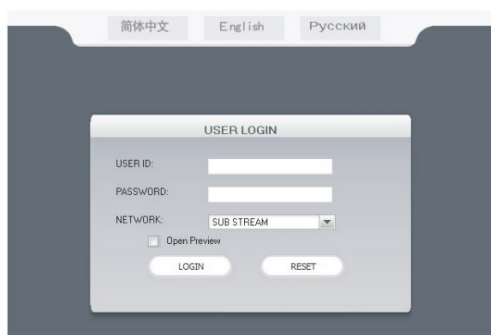 简体中文 English Русский
USER LOGIN
USER ID:
PASSWORD:
NETWORK: SUB STREAM
Open Preview
LOGIN RESET